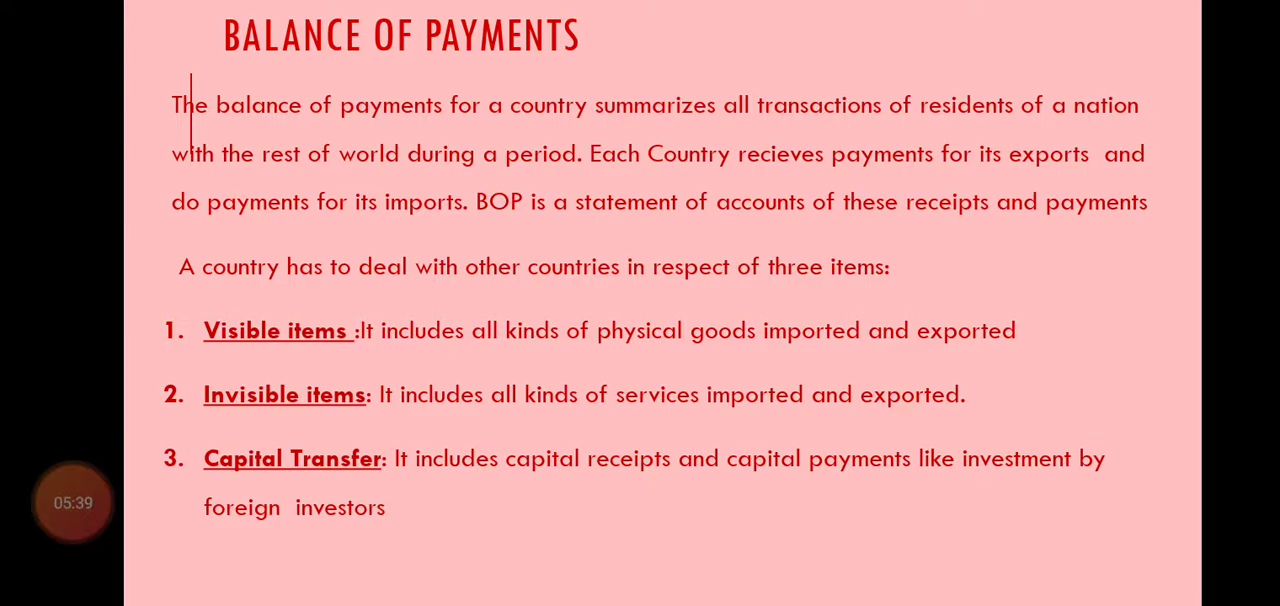 BALANCE OF PAYMENTS
The balance of payments for a country summarizes all transactions of residents of a nation
with the rest of world during a period. Each Country recieves payments for its exports and
do payments for its imports. BOP is a statement of accounts of these receipts and payments
A country has to deal with other countries in respect of three items:
1. Visible items :It includes all kinds of physical goods imported and exported
2. Invisible items: It includes all kinds of services imported and exported.
3. Capital Transfer: It includes capital receipts and capital payments like investment by
foreign investors
05:39